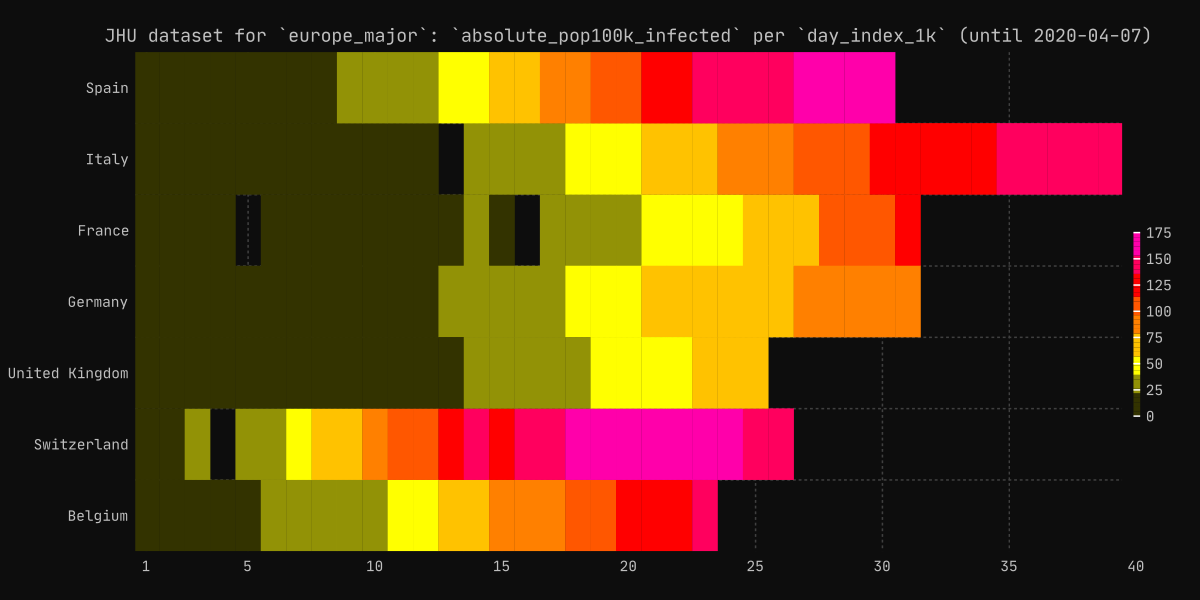 JHU dataset for `europe_major`: `absolute_pop100k_infected` per `day_index_1k` (until 2020-04-07)
Spain
Italy
France
Germany
United Kingdom
Switzerland
Belgium
175
150
125
100
75
50
25
0
1 5 10 15 20 25 30 35 40